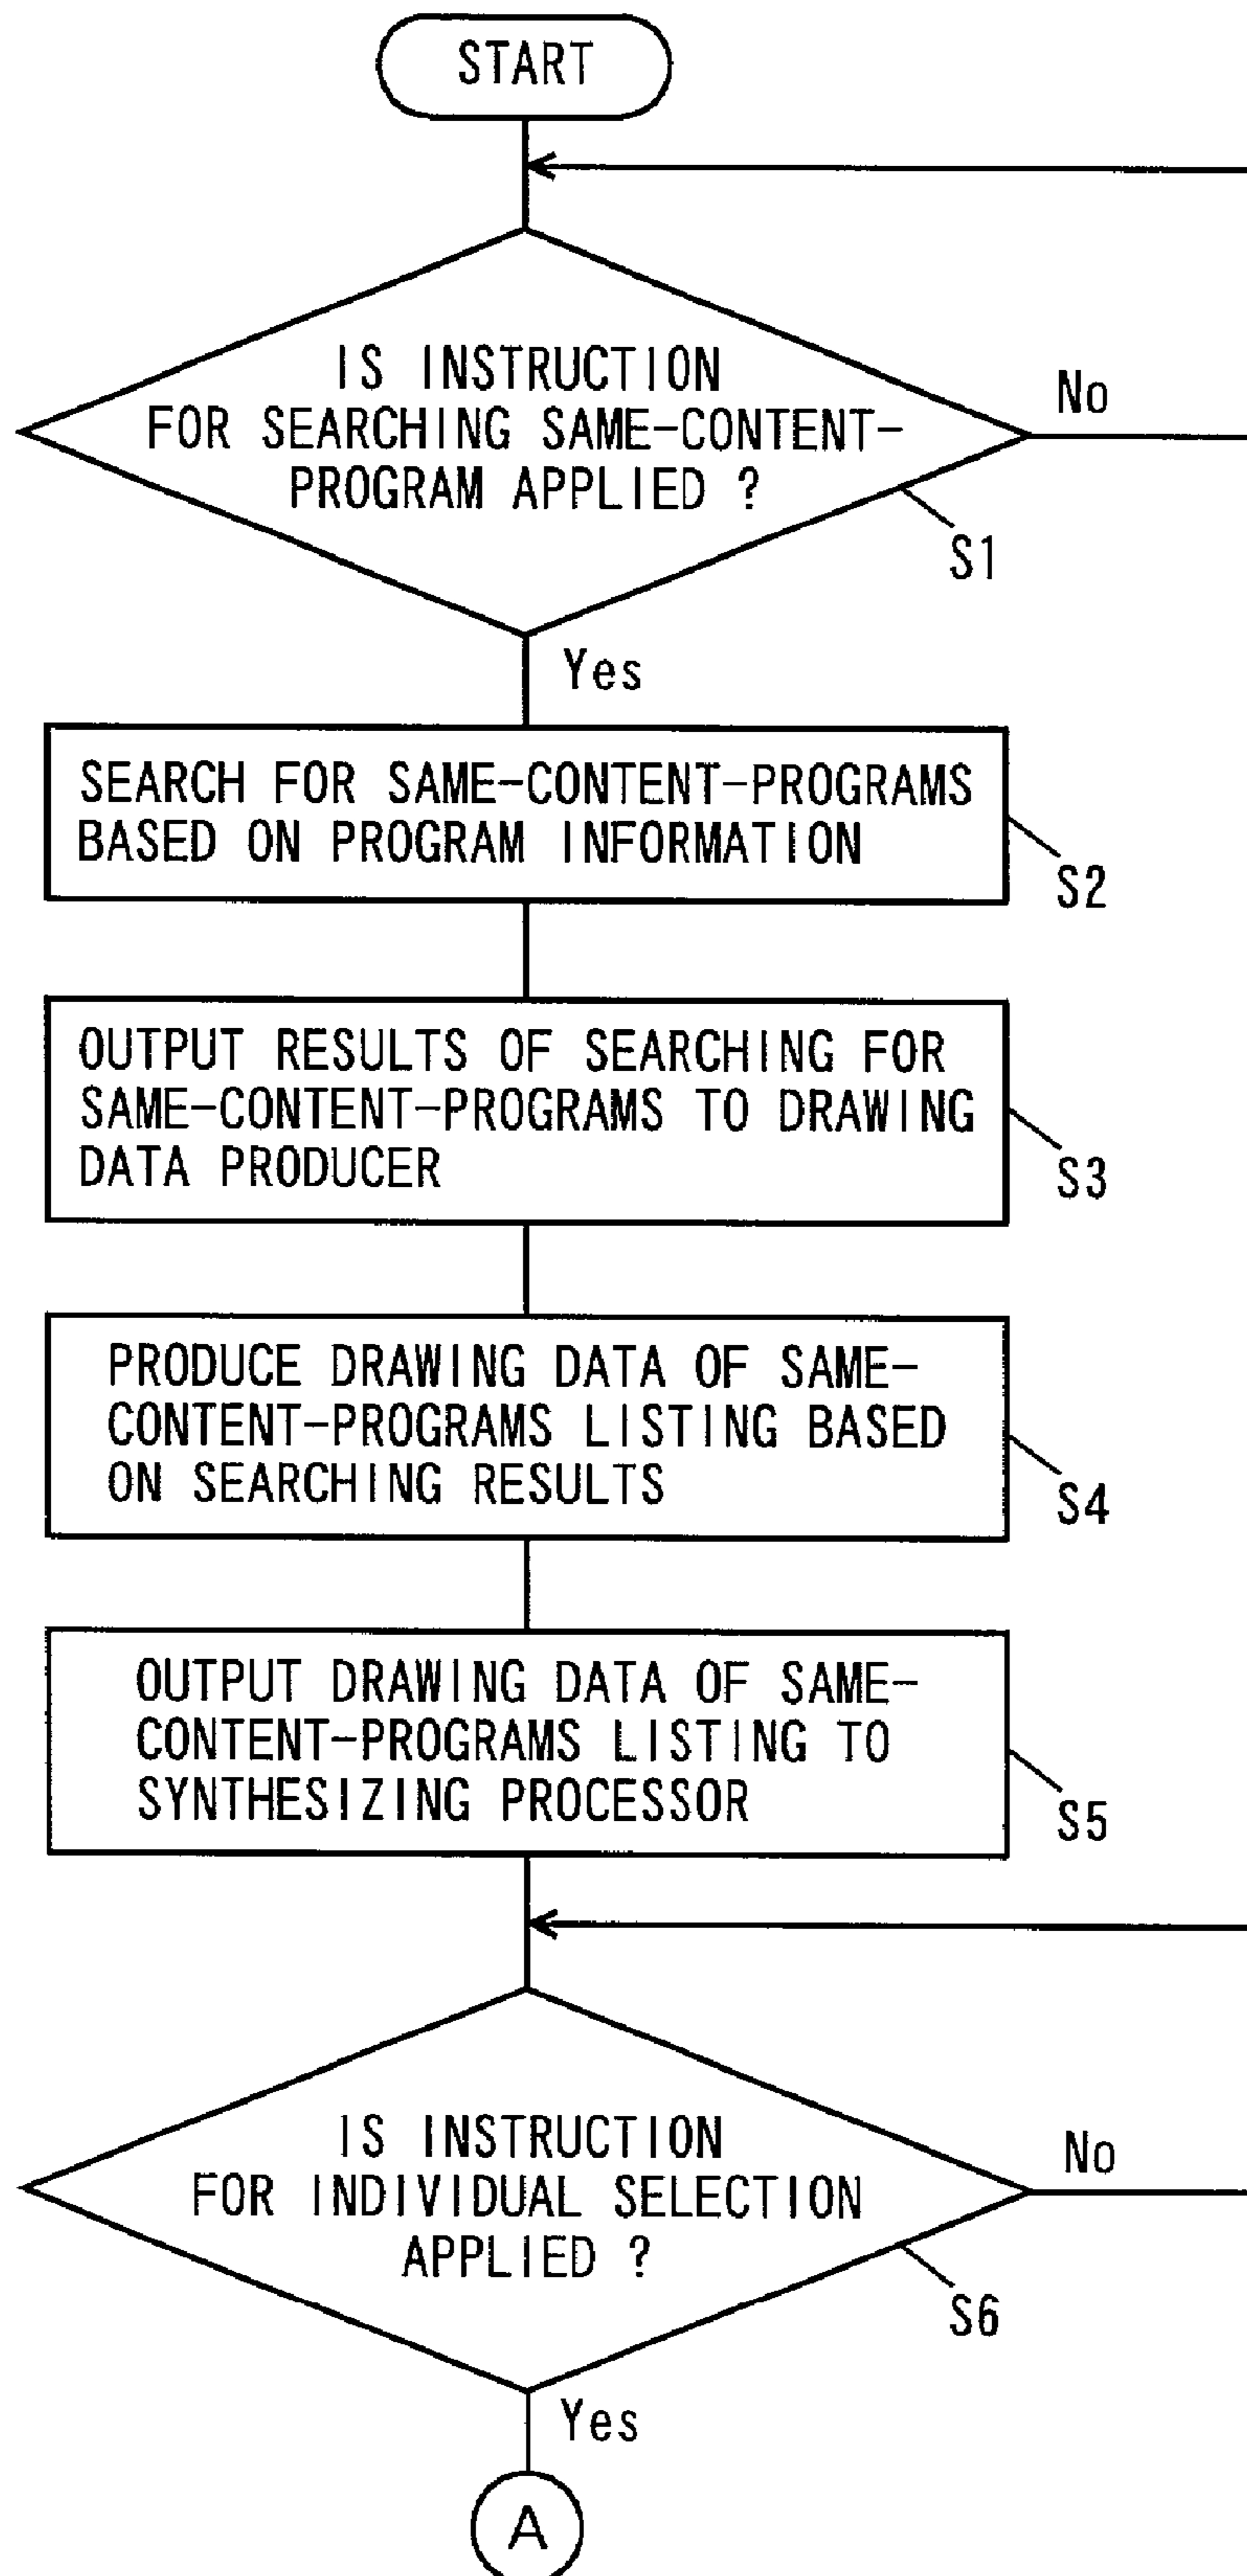 START
IS INSTRUCTION
FOR SEARCHING SAME-CONTENT-
PROGRAM APPLIED ?
No
S1
Yes
SEARCH FOR SAME-CONTENT-PROGRAMS
BASED ON PROGRAM INFORMATION
S2
OUTPUT RESULTS OF SEARCHING FOR
SAME-CONTENT-PROGRAMS TO DRAWING
DATA PRODUCER
S3
PRODUCE DRAWING DATA OF SAME-
CONTENT-PROGRAMS LISTING BASED
ON SEARCHING RESULTS
S4
OUTPUT DRAWING DATA OF SAME-
CONTENT-PROGRAMS LISTING TO
SYNTHESIZING PROCESSOR
S5
IS INSTRUCTION
FOR INDIVIDUAL SELECTION
APPLIED ?
No
S6
Yes
A